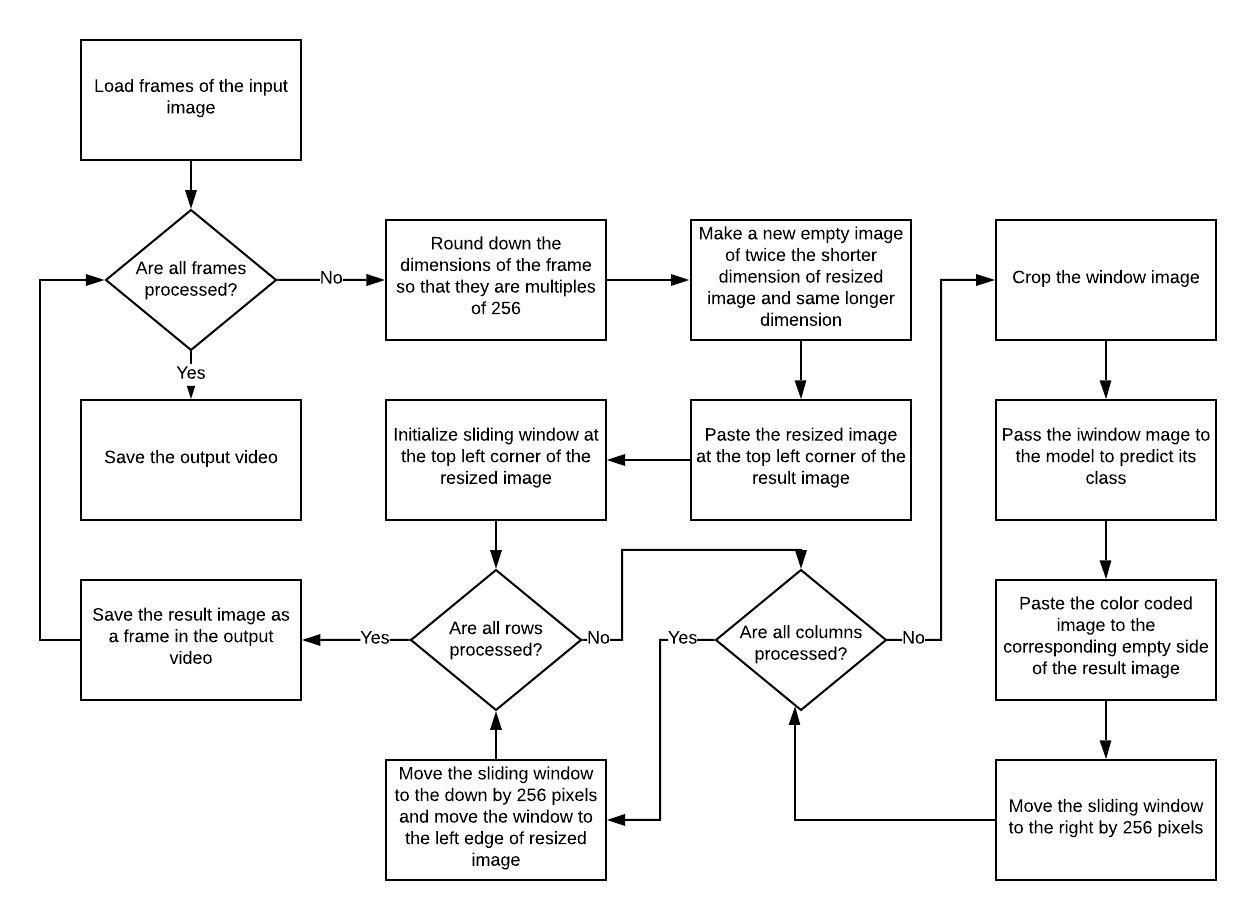 Load frames of the input
image
Are all frames
processed?
No
Round down the
dimensions of the frame
so that they are multiples
of 256
Make a new empty image
of twice the shorter
dimension of resized
image and same longer
dimension
Crop the window image
Yes
Save the output video
Initialize sliding window at
the top left corner of the
resized image
Paste the resized image
at the top left corner of the
result image
Pass the iwindow mage to
the model to predict its
class
Save the result image as
a frame in the output
video
Yes
Are all rows
processed?
No
Yes
Are all columns
processed?
No
Paste the color coded
image to the
corresponding empty side
of the result image
Move the sliding window
to the down by 256 pixels
and move the window to
the left edge of resized
image
Move the sliding window
to the right by 256 pixels